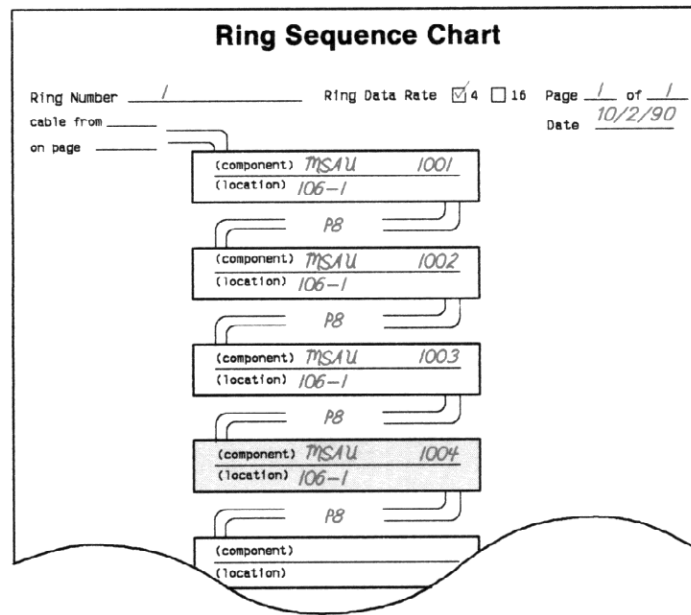 Ring Sequence Chart
Ring Number 1 Ring Data Rate ☑ 4 ☐ 16 Page 1 of 1
cable from
Date 10/2/90
on page
(component) MSAU 1001
(location) 106-1
P8
(component) MSAU 1002
(location) 106-1
P8
(component) MSAU 1003
(location) 106-1
P8
(component) MSAU 1004
(location) 106-1
P8
(component)
(location)